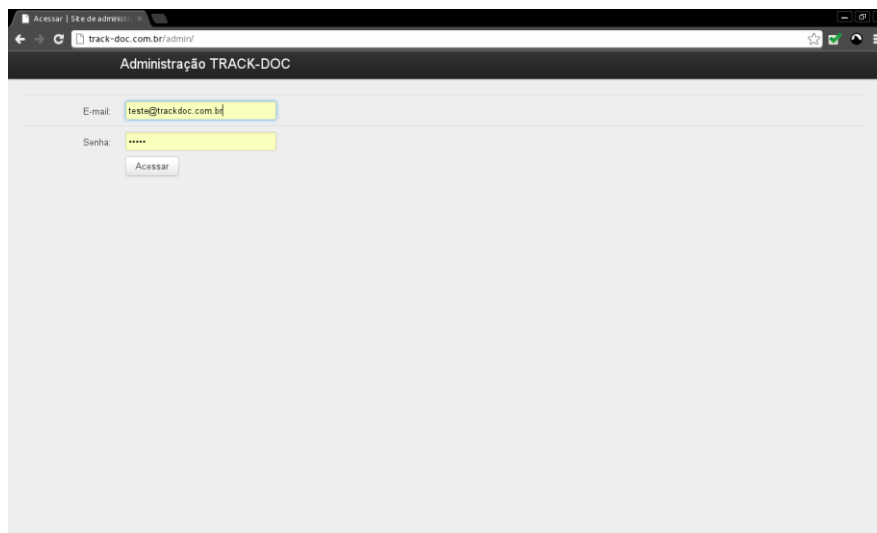 Acessar | Site de administr
track-doc.com.br/admin/
Administração TRACK-DOC
E-mail: teste@trackdoc.com.br
Senha: •••••
Acessar